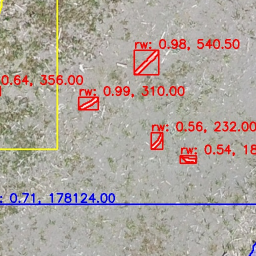 rw: 0.98, 540.50
0.64, 356.00
rw: 0.99, 310.00
rw: 0.56, 232.00
rw: 0.54, 18
: 0.71, 178124.00